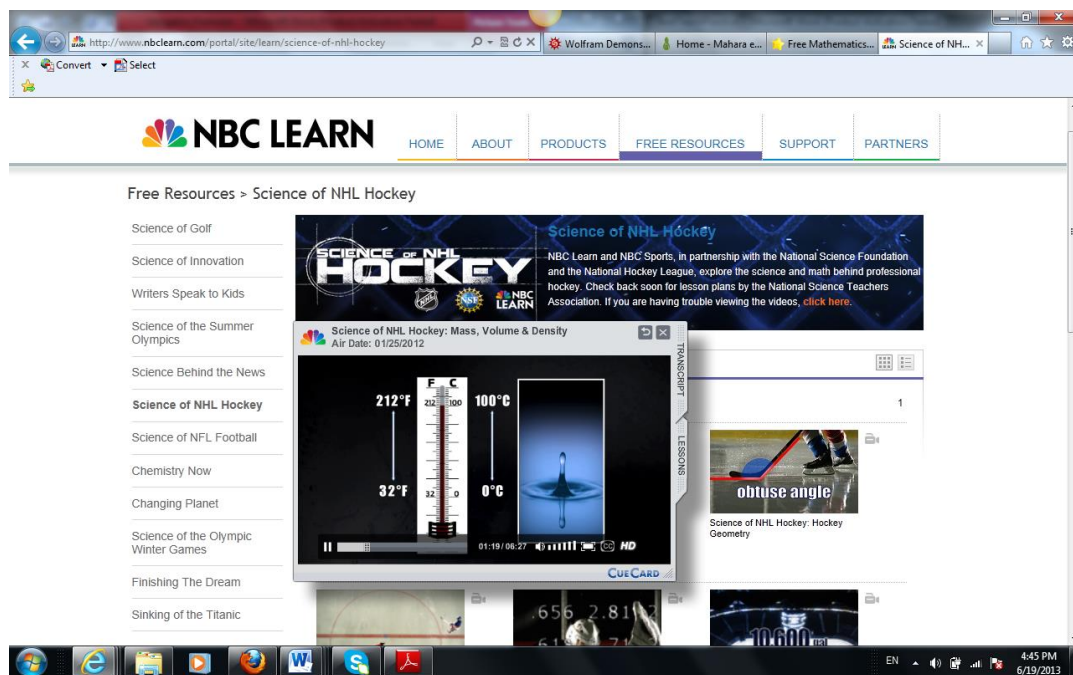 http://www.nbclearn.com/portal/site/learn/science-of-nhl-hockey
Wolfram Demons...
Home - Mahara e...
Free Mathematics...
Science of NH...
Convert
Select
NBC LEARN
HOME
ABOUT
PRODUCTS
FREE RESOURCES
SUPPORT
PARTNERS
Free Resources > Science of NHL Hockey
Science of Golf
Science of Innovation
Writers Speak to Kids
Science of the Summer
Olympics
Science Behind the News
Science of NHL Hockey
Science of NFL Football
Chemistry Now
Changing Planet
Science of the Olympic
Winter Games
Finishing The Dream
Sinking of the Titanic
SCIENCE OF NHL
HOCKEY
NHL
NSF
NBC
LEARN
Science of NHL Hockey
NBC Learn and NBC Sports, in partnership with the National Science Foundation
and the National Hockey League, explore the science and math behind professional
hockey. Check back soon for lesson plans by the National Science Teachers
Association. If you are having trouble viewing the videos, click here.
Science of NHL Hockey: Mass, Volume & Density
Air Date: 01/25/2012
TRANSCRIPT
LESSONS
F C
212°F 212 100 100°C
32°F 32 0 0°C
01:19/06:27
CC
HD
CUECARD
1
obtuse angle
Science of NHL Hockey: Hockey
Geometry
656 2.81
10,600 gal
EN
4:45 PM
6/19/2013